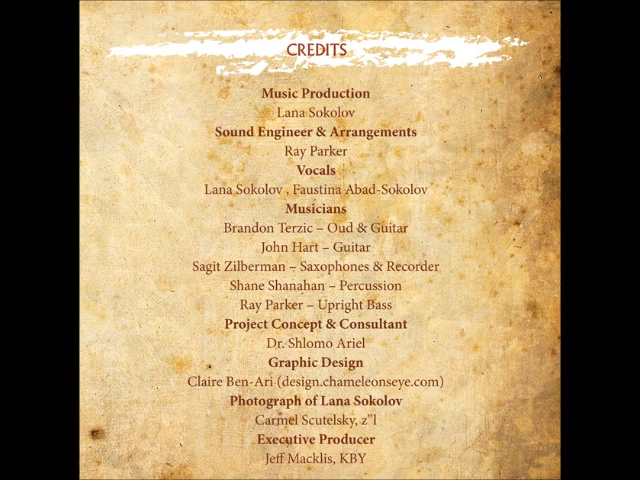 CREDITS
Music Production
Lana Sokolov
Sound Engineer & Arrangements
Ray Parker
Vocals
Lana Sokolov , Faustina Abad-Sokolov
Musicians
Brandon Terzic – Oud & Guitar
John Hart – Guitar
Sagit Zilberman – Saxophones & Recorder
Shane Shanahan – Percussion
Ray Parker – Upright Bass
Project Concept & Consultant
Dr. Shlomo Ariel
Graphic Design
Claire Ben-Ari (design.chameleonseye.com)
Photograph of Lana Sokolov
Carmel Scutelsky, z”l
Executive Producer
Jeff Macklis, KBY